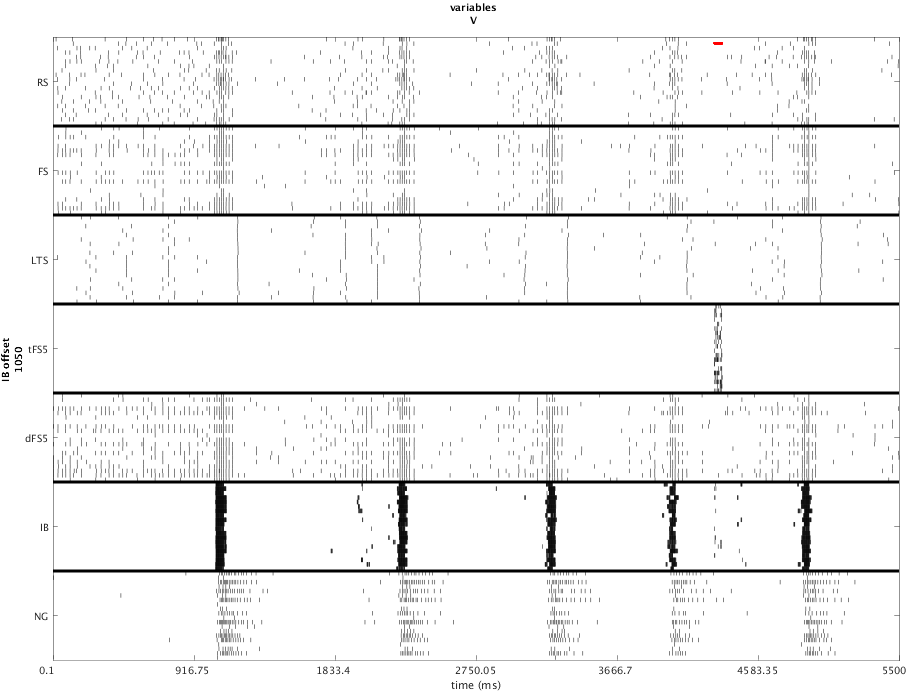 variables
V
RS
FS
LTS
tFS5
dFS5
IB
NG
IB offset
1050
0.1 916.75 1833.4 2750.05 3666.7 4583.35 5500
time (ms)